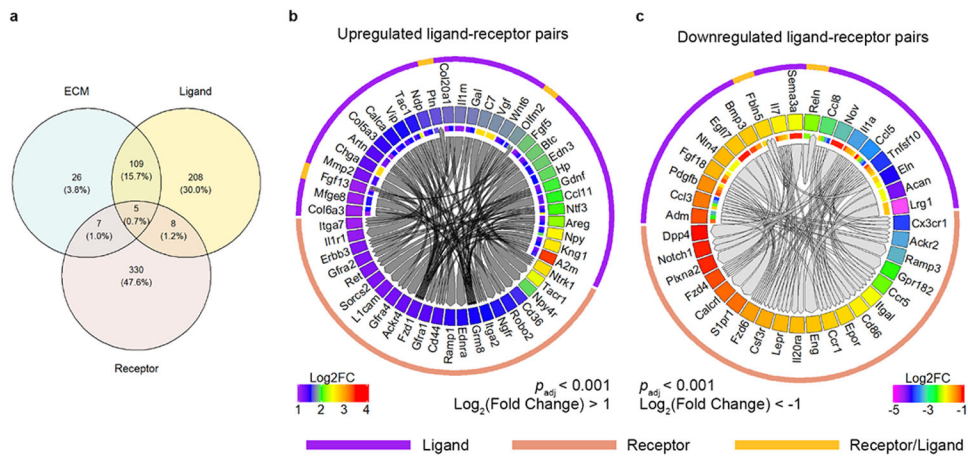 a
ECM
Ligand
26
(3.8%)
109
(15.7%)
208
(30.0%)
5
(0.7%)
7
(1.0%)
8
(1.2%)
330
(47.6%)
Receptor
b
Upregulated ligand-receptor pairs
Col20a1
Il1rn
Gal
C7
Vgf
Wnt6
Olfm2
Fgf5
Btc
Edn3
Hp
Gdnf
Ccl11
Ntf3
Areg
Npy
Kng1
A2m
Ntrk1
Tacr1
Npy4r
Cd36
Robo2
Ngfr
Itga2
Grm8
Ednra
Ramp1
Cd44
Gfra1
Fzd1
Ackr4
Gfra4
L1cam
Sorcs2
Ret
Gfra2
Erbb3
Il1r1
Itga7
Col6a3
Mfge8
Fgf13
Mmp2
Chga
Artn
Col5a3
Calca
Vip
Tac1
Ndp
Ptn
Log2FC
1 2 3 4
p adj < 0.001
Log2(Fold Change) > 1
c
Downregulated ligand-receptor pairs
Sema3a
Reln
Ccl8
Nov
Ccl5
Tnfsf10
Eln
Acan
Lrg1
Cx3cr1
Ackr2
Ramp3
Gpr182
Ccr5
Itgal
Cd86
Epor
Ccr1
Eng
Il20ra
Lepr
Csf3r
Fzd6
S1pr1
Calcrl
Fzd4
Plxna2
Notch1
Dpp4
Adm
Ccl3
Pdgfb
Fgf18
Ntn4
Egfl7
Bmp3
Fbln5
Il7
p adj < 0.001
Log2(Fold Change) < -1
Log2FC
-5 -3 -1
Ligand
Receptor
Receptor/Ligand